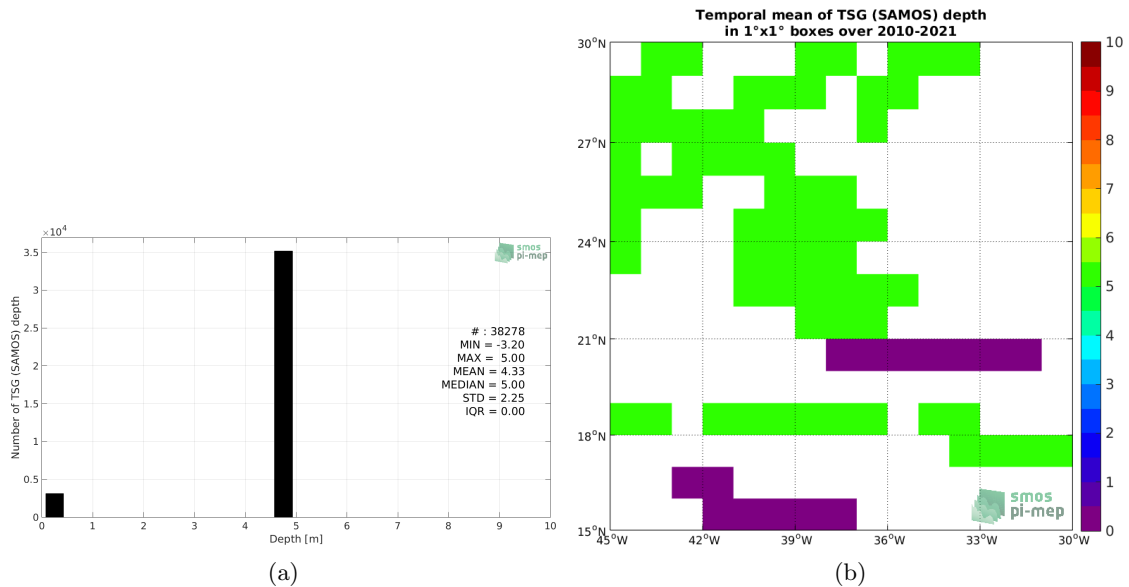 ×10⁴
3.5
3
2.5
2
1.5
1
0.5
0
Number of TSG (SAMOS) depth
0 1 2 3 4 5 6 7 8 9 10
Depth [m]
smos
pi-mep
# : 38278
MIN = -3.20
MAX = 5.00
MEAN = 4.33
MEDIAN = 5.00
STD = 2.25
IQR = 0.00
(a)
Temporal mean of TSG (SAMOS) depth
in 1°x1° boxes over 2010-2021
30°N
27°N
24°N
21°N
18°N
15°N
45°W 42°W 39°W 36°W 33°W 30°W
smos
pi-mep
10
9
8
7
6
5
4
3
2
1
0
(b)